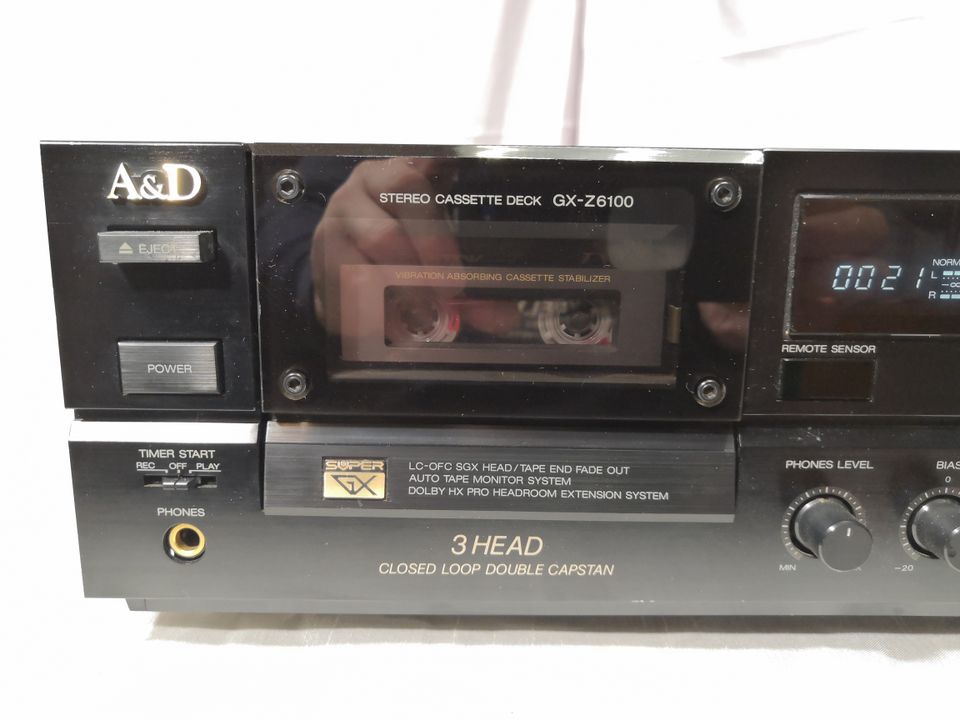 A&D
EJECT
POWER
STEREO CASSETTE DECK GX-Z6100
VIBRATION ABSORBING CASSETTE STABILIZER
0021
L
R
REMOTE SENSOR
TIMER START
REC OFF PLAY
PHONES
SUPER
GX
LC-OFC SGX HEAD/TAPE END FADE OUT
AUTO TAPE MONITOR SYSTEM
DOLBY HX PRO HEADROOM EXTENSION SYSTEM
3 HEAD
CLOSED LOOP DOUBLE CAPSTAN
PHONES LEVEL
MIN
BIAS
0
-20